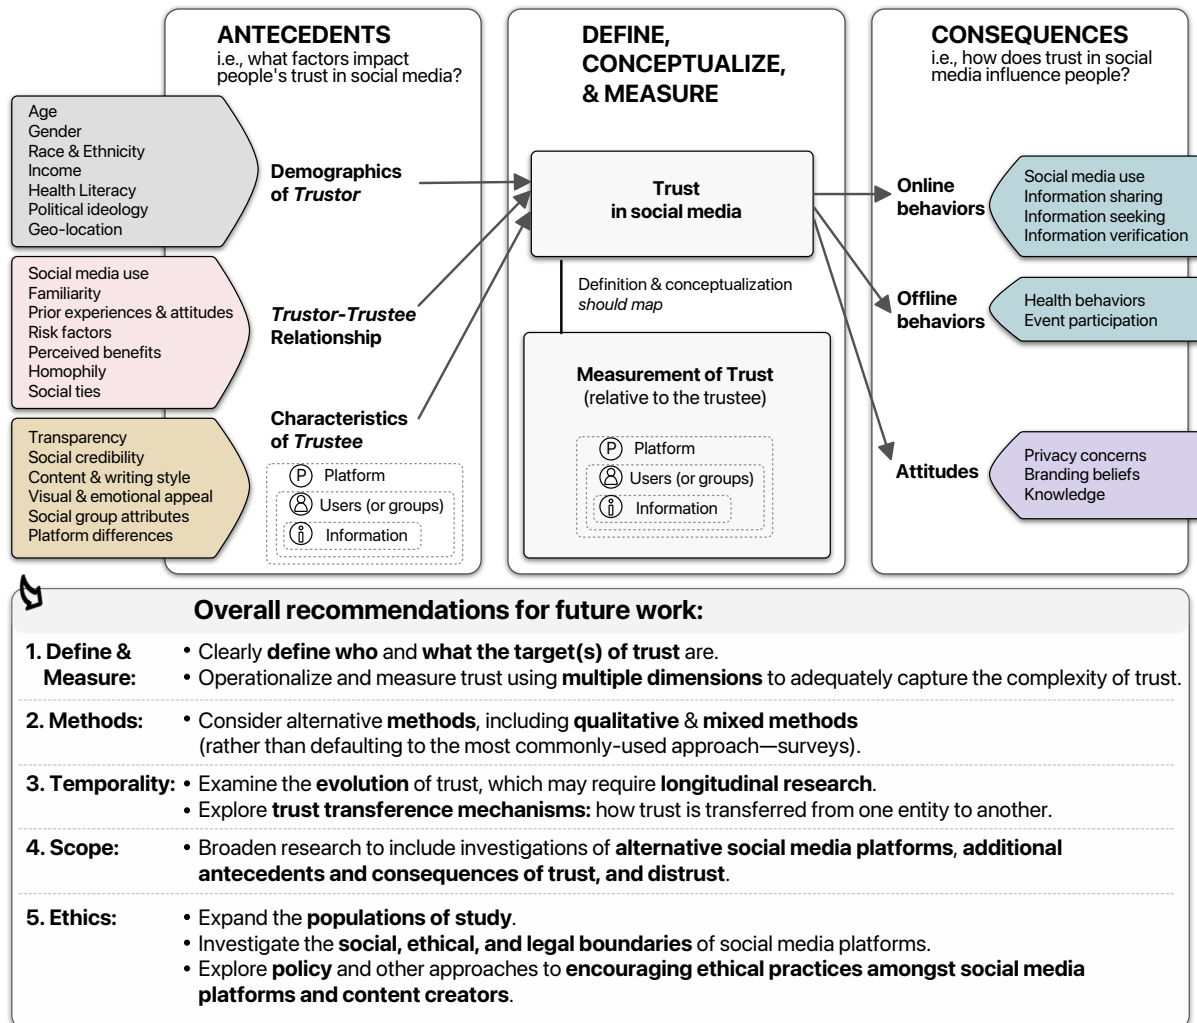 ANTECEDENTS
i.e., what factors impact
people's trust in social media?
Age
Gender
Race & Ethnicity
Income
Health Literacy
Political ideology
Geo-location
Demographics
of Trustor
Social media use
Familiarity
Prior experiences & attitudes
Risk factors
Perceived benefits
Homophily
Social ties
Trustor-Trustee
Relationship
Transparency
Social credibility
Content & writing style
Visual & emotional appeal
Social group attributes
Platform differences
Characteristics
of Trustee
P Platform
Users (or groups)
i Information
DEFINE,
CONCEPTUALIZE,
& MEASURE
Trust
in social media
Definition & conceptualization
should map
Measurement of Trust
(relative to the trustee)
P Platform
Users (or groups)
i Information
CONSEQUENCES
i.e., how does trust in social
media influence people?
Online
behaviors
Social media use
Information sharing
Information seeking
Information verification
Offline
behaviors
Health behaviors
Event participation
Attitudes
Privacy concerns
Branding beliefs
Knowledge
Overall recommendations for future work:
1. Define & • Clearly define who and what the target(s) of trust are.
Measure: • Operationalize and measure trust using multiple dimensions to adequately capture the complexity of trust.
2. Methods: • Consider alternative methods, including qualitative & mixed methods
(rather than defaulting to the most commonly-used approach—surveys).
3. Temporality: • Examine the evolution of trust, which may require longitudinal research.
• Explore trust transference mechanisms: how trust is transferred from one entity to another.
4. Scope: • Broaden research to include investigations of alternative social media platforms, additional
antecedents and consequences of trust, and distrust.
5. Ethics: • Expand the populations of study.
• Investigate the social, ethical, and legal boundaries of social media platforms.
• Explore policy and other approaches to encouraging ethical practices amongst social media
platforms and content creators.